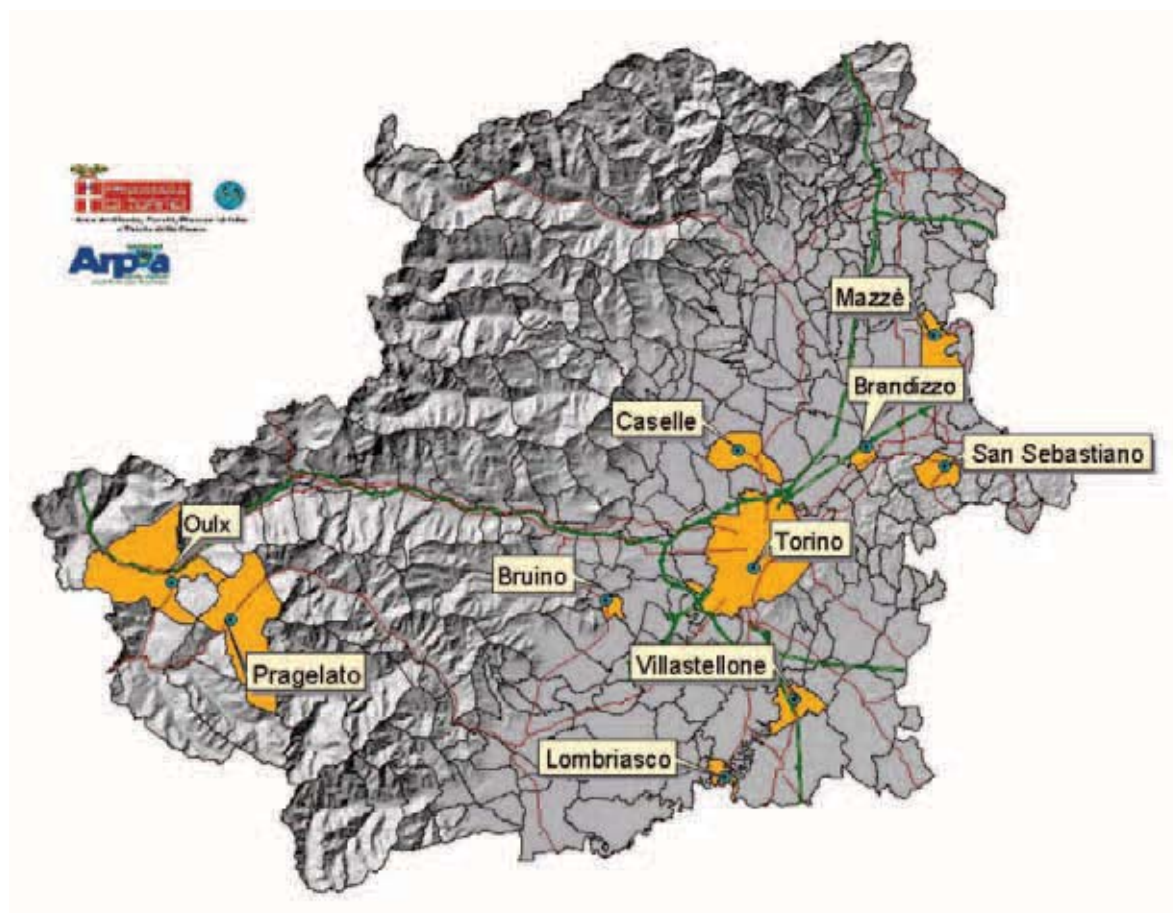 Arpa
Mazzè
Brandizzo
Caselle
San Sebastiano
Oulx
Torino
Bruino
Villastellone
Pragelato
Lombriasco